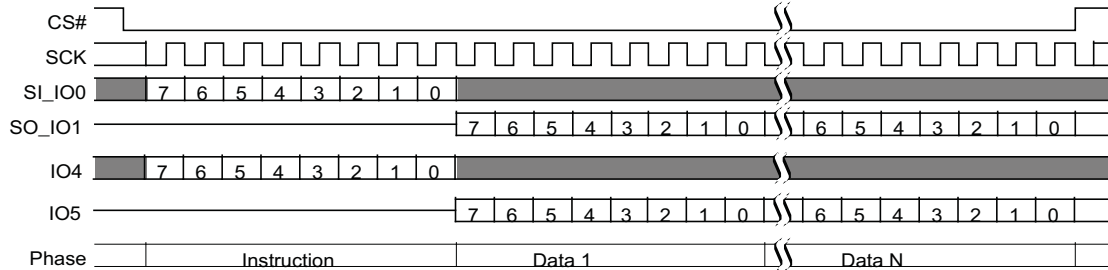 CS#
SCK
SI_IO0 7 6 5 4 3 2 1 0
SO_IO1 7 6 5 4 3 2 1 0 6 5 4 3 2 1 0
IO4 7 6 5 4 3 2 1 0
IO5 7 6 5 4 3 2 1 0 6 5 4 3 2 1 0
Phase Instruction Data 1 Data N